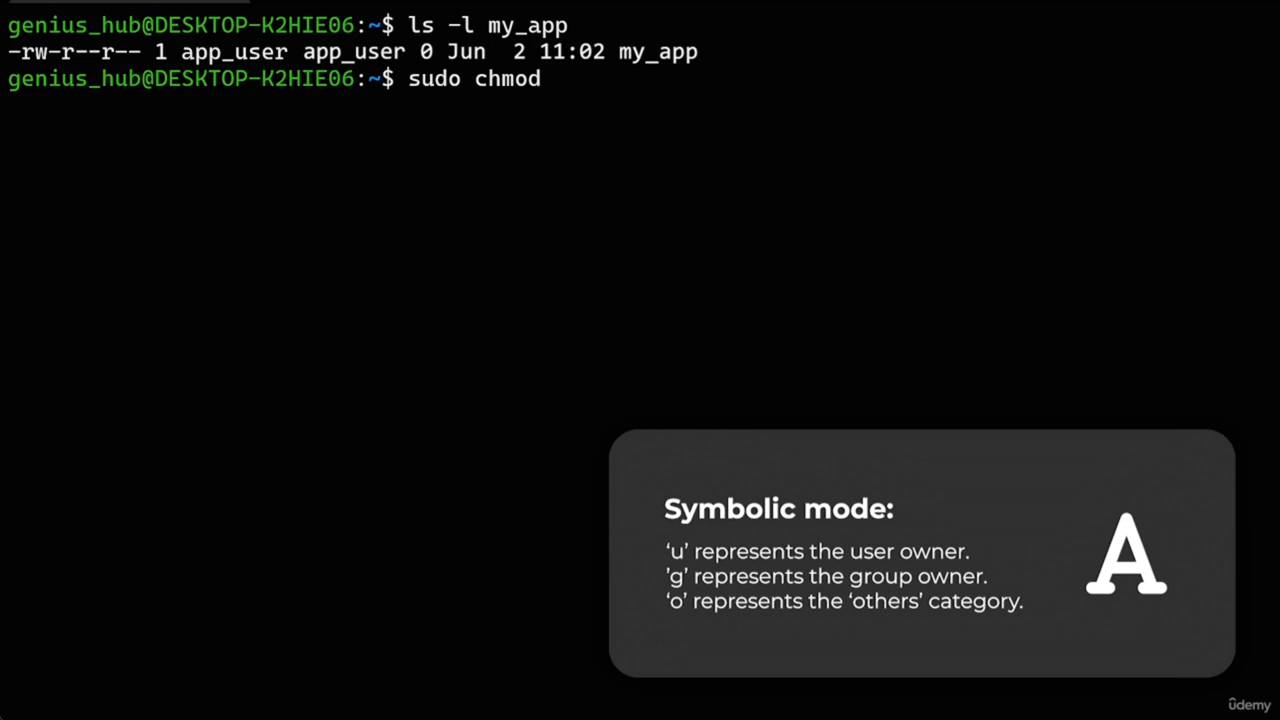 genius_hub@DESKTOP-K2HIE06:~$ ls -l my_app
-rw-r--r-- 1 app_user app_user 0 Jun  2 11:02 my_app
genius_hub@DESKTOP-K2HIE06:~$ sudo chmod
Symbolic mode:
‘u’ represents the user owner.
’g’ represents the group owner.
‘o’ represents the ‘others’ category.
A
ûdemy